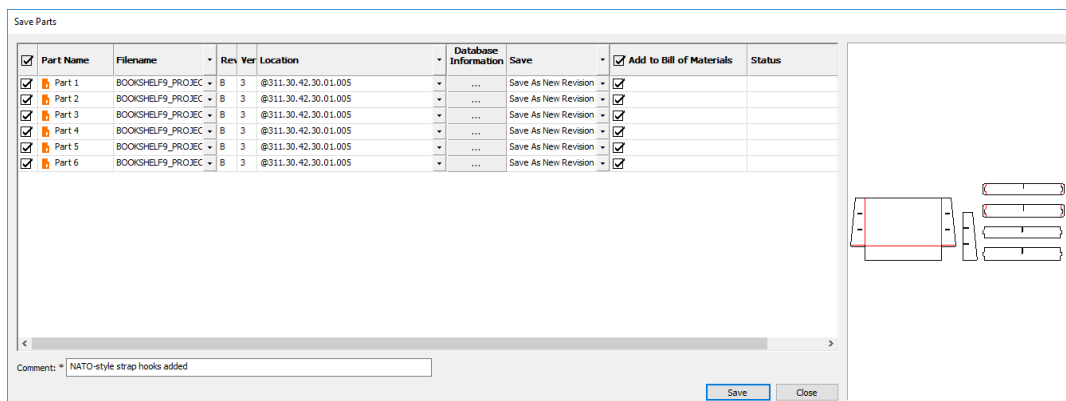 Save Parts
Part Name Filename Rev Ver Location Database Information Save Add to Bill of Materials Status
Part 1 BOOKSHELF9_PROJEC B 3 @311.30.42.30.01.005 ... Save As New Revision
Part 2 BOOKSHELF9_PROJEC B 3 @311.30.42.30.01.005 ... Save As New Revision
Part 3 BOOKSHELF9_PROJEC B 3 @311.30.42.30.01.005 ... Save As New Revision
Part 4 BOOKSHELF9_PROJEC B 3 @311.30.42.30.01.005 ... Save As New Revision
Part 5 BOOKSHELF9_PROJEC B 3 @311.30.42.30.01.005 ... Save As New Revision
Part 6 BOOKSHELF9_PROJEC B 3 @311.30.42.30.01.005 ... Save As New Revision
Comment: * NATO-style strap hooks added
Save Close